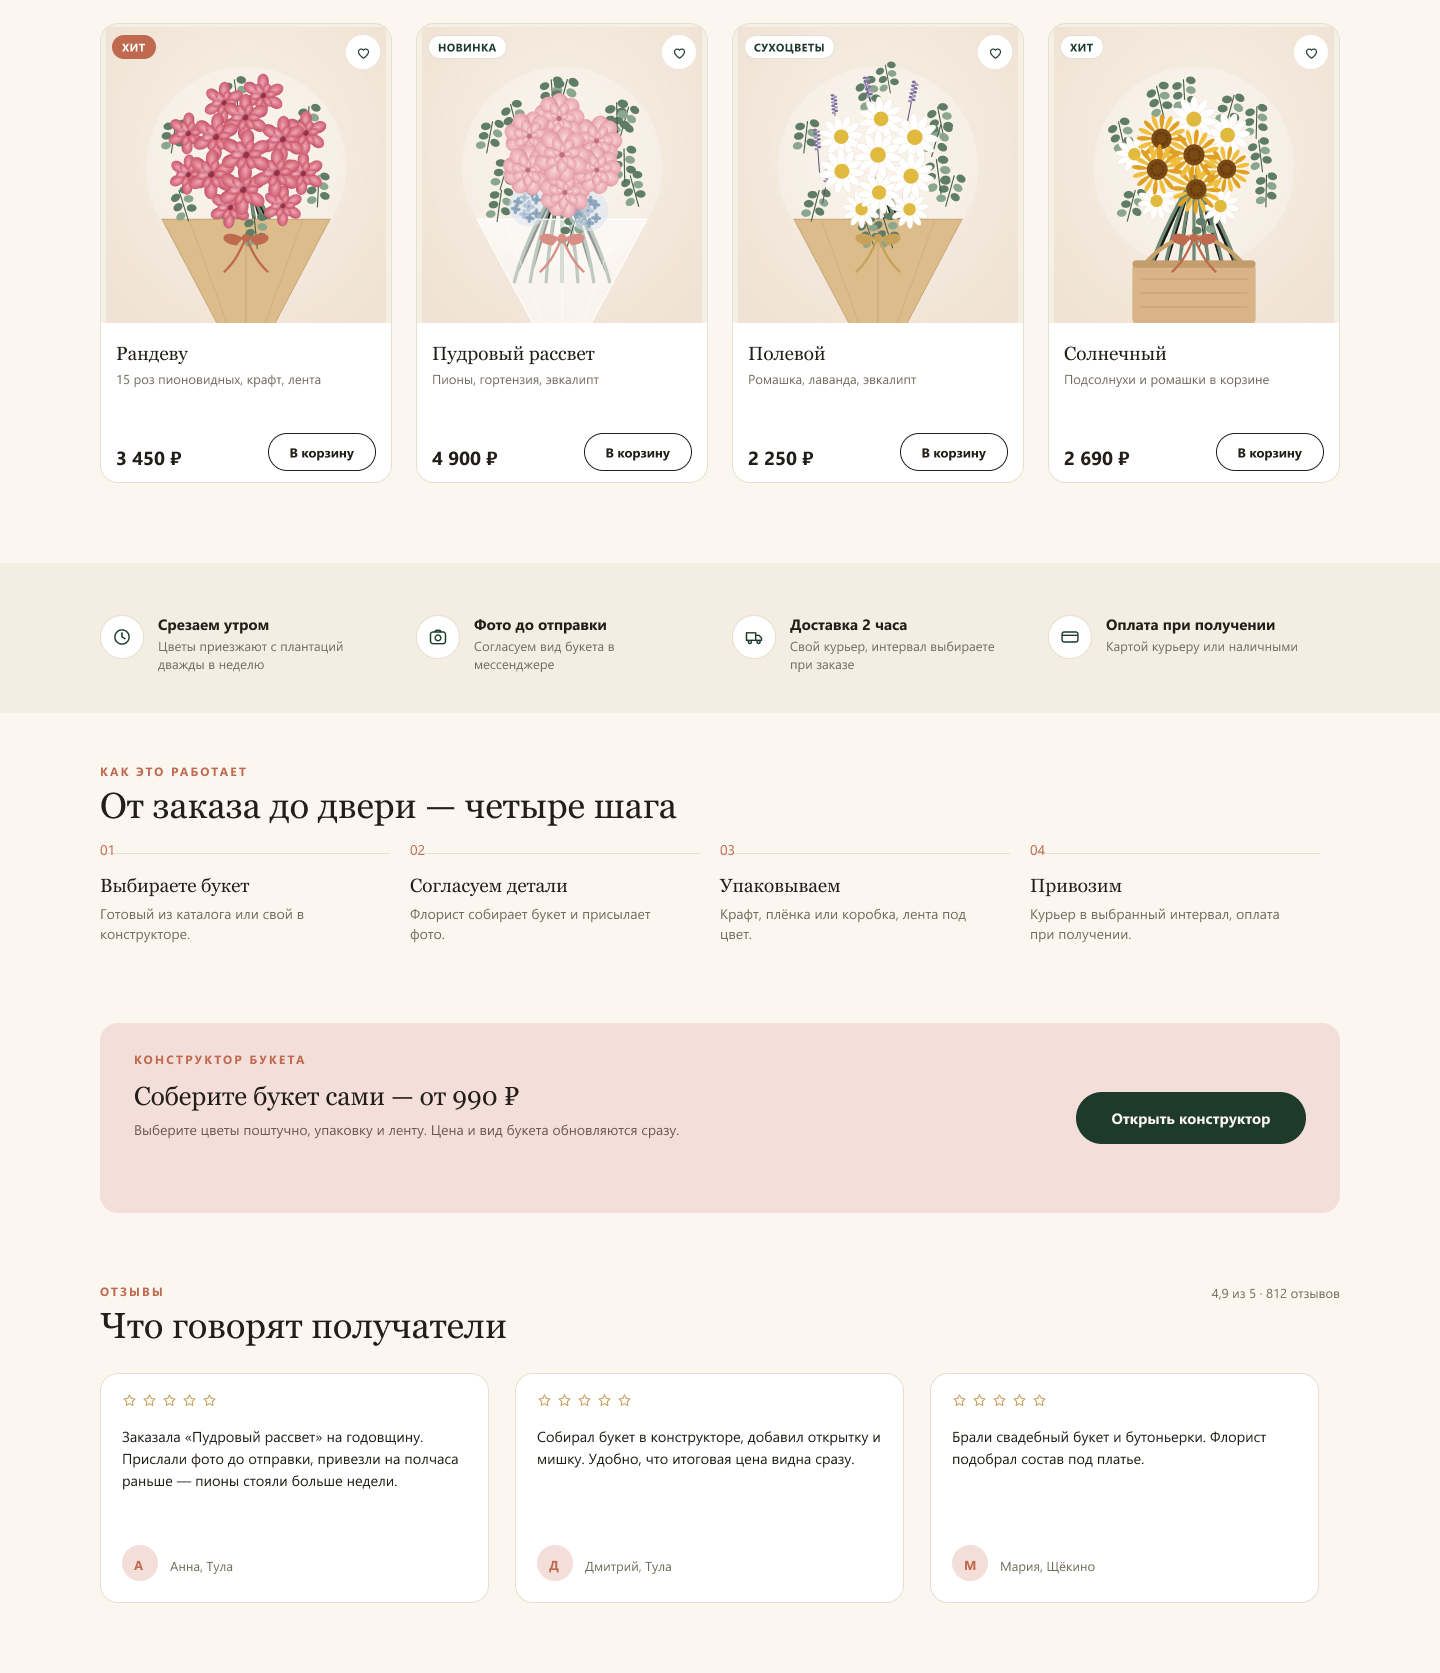 ХИТ
НОВИНКА
СУХОЦВЕТЫ
ХИТ
Рандеву
15 роз пионовидных, крафт, лента
3 450 ₽
В корзину
Пудровый рассвет
Пионы, гортензия, эвкалипт
4 900 ₽
В корзину
Полевой
Ромашка, лаванда, эвкалипт
2 250 ₽
В корзину
Солнечный
Подсолнухи и ромашки в корзине
2 690 ₽
В корзину
Срезаем утром
Цветы приезжают с плантаций
дважды в неделю
Фото до отправки
Согласуем вид букета в
мессенджере
Доставка 2 часа
Свой курьер, интервал выбираете
при заказе
Оплата при получении
Картой курьеру или наличными
КАК ЭТО РАБОТАЕТ
От заказа до двери — четыре шага
01
Выбираете букет
Готовый из каталога или свой в
конструкторе.
02
Согласуем детали
Флорист собирает букет и присылает
фото.
03
Упаковываем
Крафт, плёнка или коробка, лента под
цвет.
04
Привозим
Курьер в выбранный интервал, оплата
при получении.
КОНСТРУКТОР БУКЕТА
Соберите букет сами — от 990 ₽
Выберите цветы поштучно, упаковку и ленту. Цена и вид букета обновляются сразу.
Открыть конструктор
ОТЗЫВЫ
4,9 из 5 · 812 отзывов
Что говорят получатели
Заказала «Пудровый рассвет» на годовщину.
Прислали фото до отправки, привезли на полчаса
раньше — пионы стояли больше недели.
А
Анна, Тула
Собирал букет в конструкторе, добавил открытку и
мишку. Удобно, что итоговая цена видна сразу.
Д
Дмитрий, Тула
Брали свадебный букет и бутоньерки. Флорист
подобрал состав под платье.
М
Мария, Щёкино